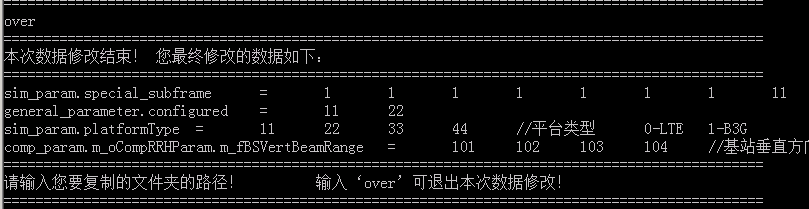 ================================================================
over
================================================================
本次数据修改结束! 您最终修改的数据如下:
================================================================
sim_param.special_subframe = 1 1 1 1 1 1 1 11
general_parameter.configured = 11 22
sim_param.platformType = 11 22 33 44 //平台类型 0-LTE 1-B3G
comp_param.m_oCompRRHParam.m_fBSVertBeamRange = 101 102 103 104 //基站垂直方向
================================================================
请输入您要复制的文件夹的路径! 输入‘over’可退出本次数据修改!
================================================================